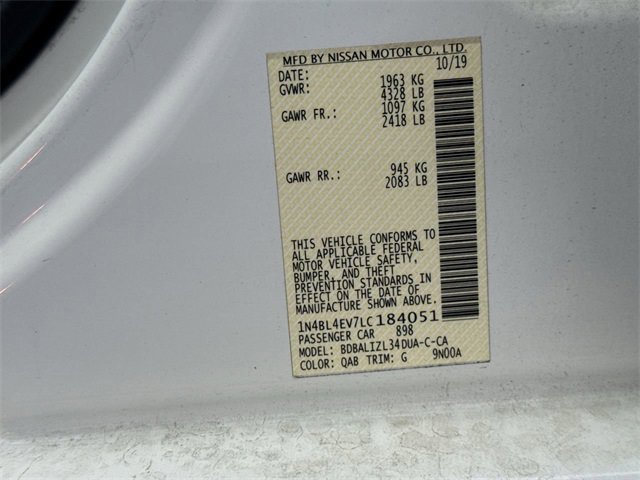 MFD BY NISSAN MOTOR CO., LTD.
DATE: 10/19
GVWR: 1963 KG
4328 LB
GAWR FR.: 1097 KG
2418 LB
GAWR RR.: 945 KG
2083 LB
THIS VEHICLE CONFORMS TO
ALL APPLICABLE FEDERAL
MOTOR VEHICLE SAFETY,
BUMPER, AND THEFT
PREVENTION STANDARDS IN
EFFECT ON THE DATE OF
MANUFACTURE SHOWN ABOVE.
1N4BL4EV7LC184051
PASSENGER CAR 898
MODEL: BDBALIZL34DUA-C-CA
COLOR: QAB TRIM: G 9N00A